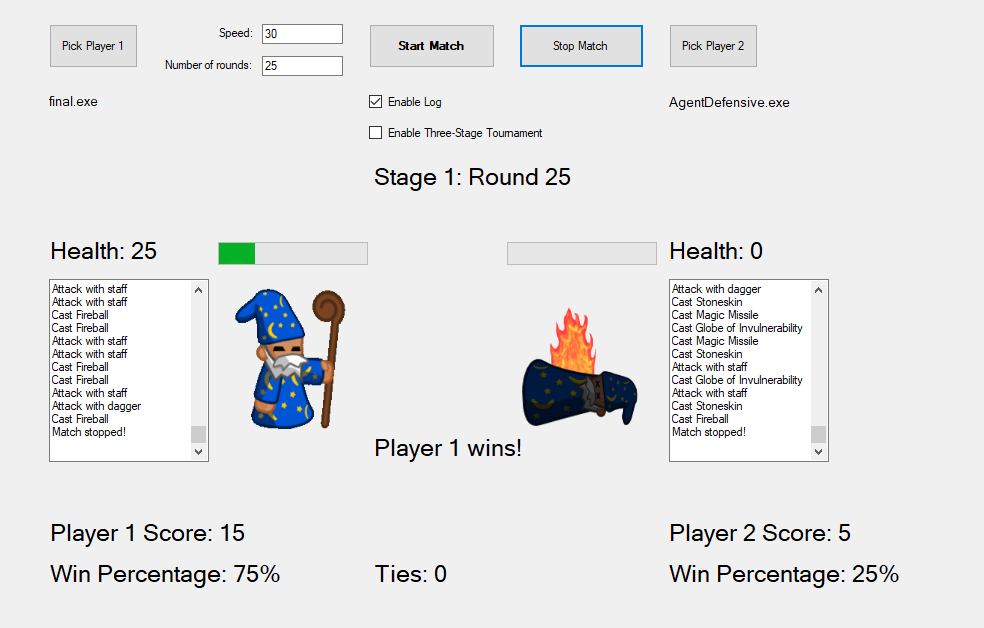 Pick Player 1
Speed:
30
Number of rounds:
25
Start Match
Stop Match
Pick Player 2
final.exe
Enable Log
AgentDefensive.exe
Enable Three-Stage Tournament
Stage 1: Round 25
Health: 25
Health: 0
Attack with staff
Attack with staff
Cast Fireball
Cast Fireball
Attack with staff
Attack with staff
Cast Fireball
Cast Fireball
Attack with staff
Attack with dagger
Cast Fireball
Match stopped!
Attack with dagger
Cast Stoneskin
Cast Magic Missile
Cast Globe of Invulnerability
Cast Magic Missile
Cast Stoneskin
Attack with staff
Cast Globe of Invulnerability
Attack with staff
Cast Stoneskin
Cast Fireball
Match stopped!
Player 1 wins!
Player 1 Score: 15
Player 2 Score: 5
Win Percentage: 75%
Ties: 0
Win Percentage: 25%